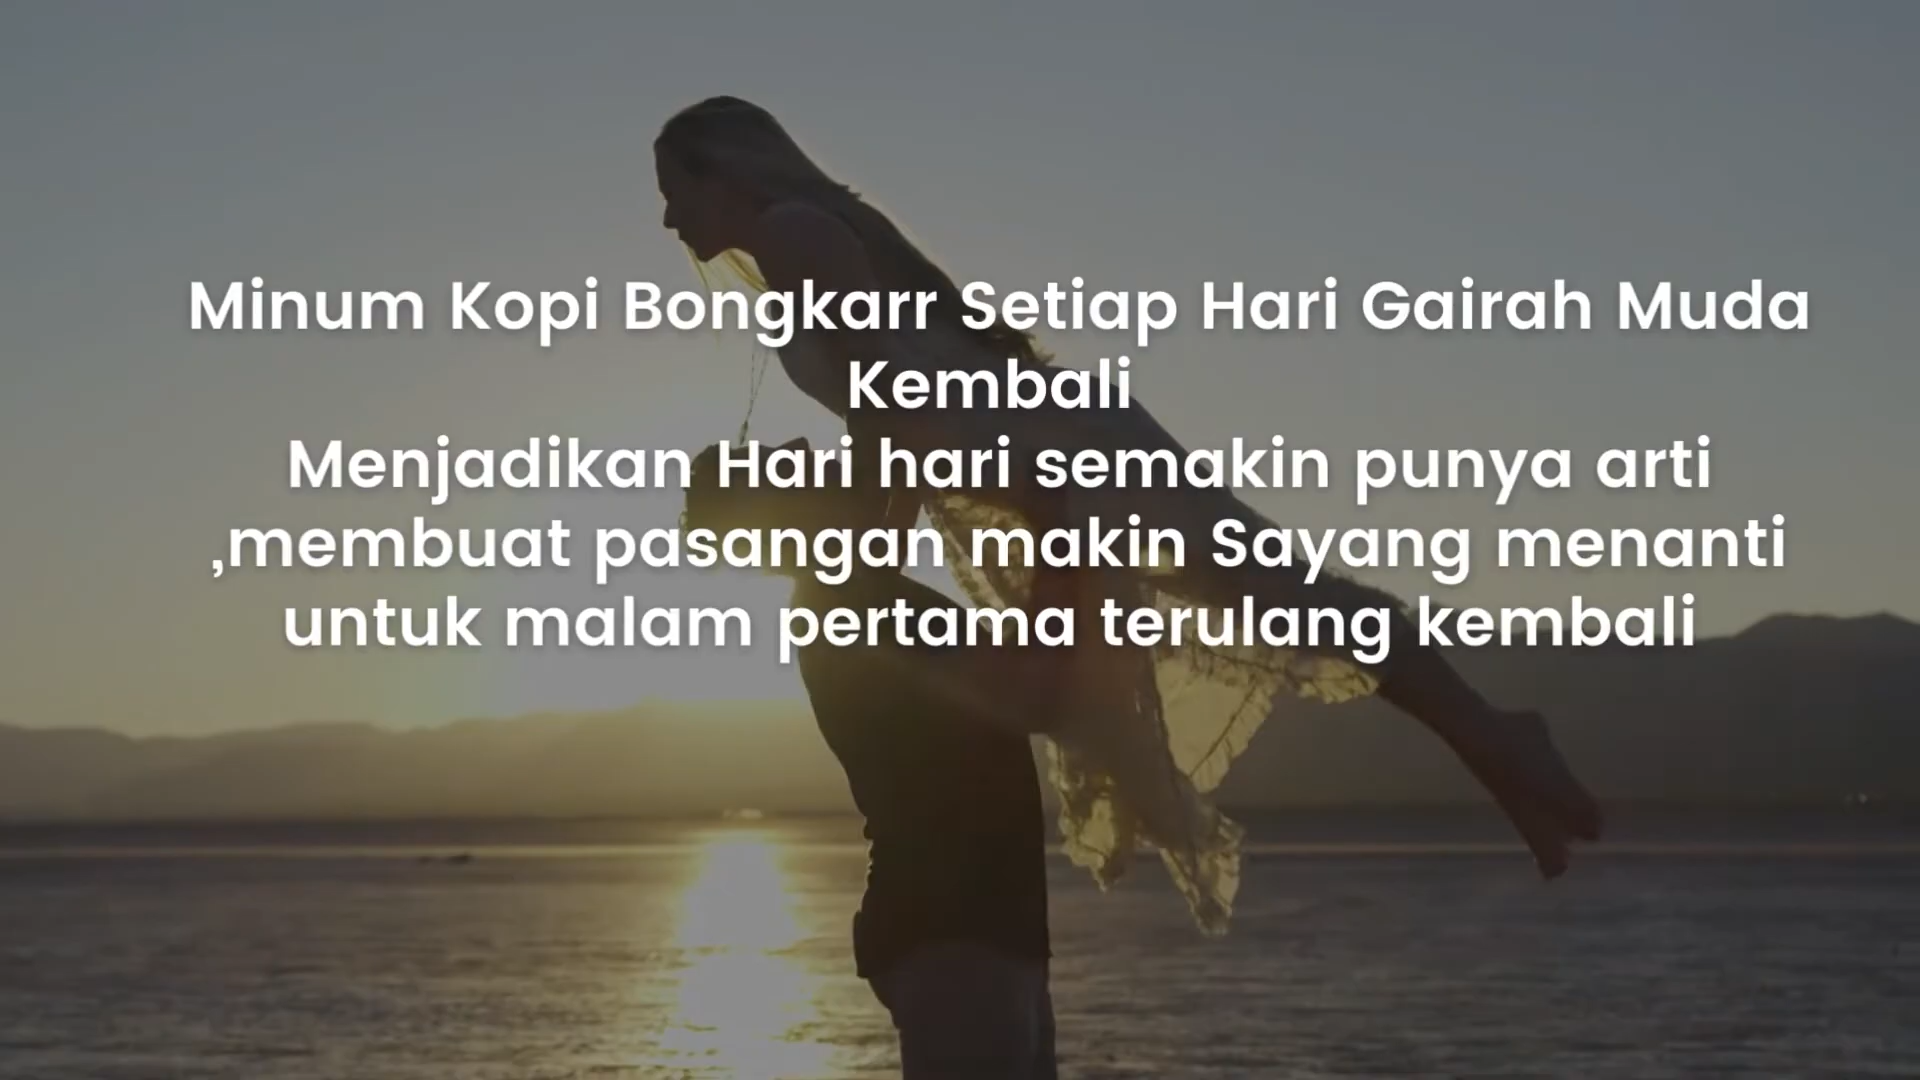 Minum Kopi Bongkarr Setiap Hari Gairah Muda
Kembali
Menjadikan Hari hari semakin punya arti
,membuat pasangan makin Sayang menanti
untuk malam pertama terulang kembali